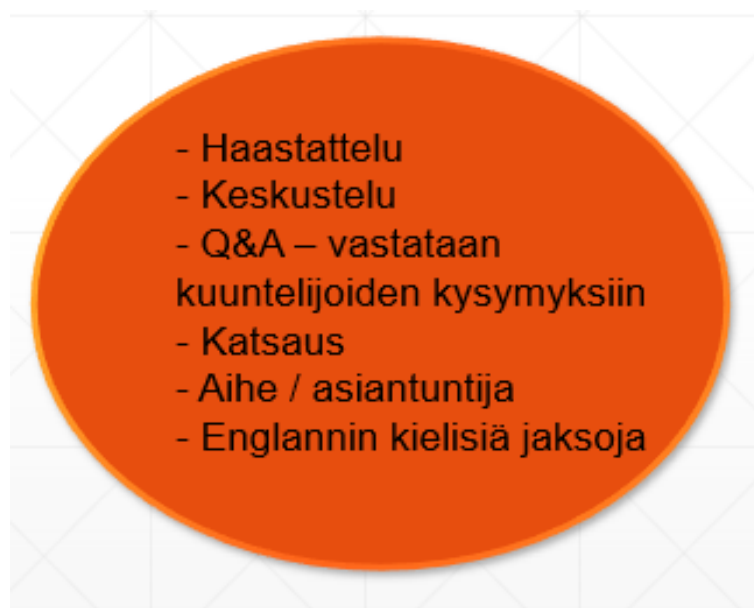 - Haastattelu
- Keskustelu
- Q&A – vastataan
kuuntelijoiden kysymyksiin
- Katsaus
- Aihe / asiantuntija
- Englannin kielisiä jaksoja